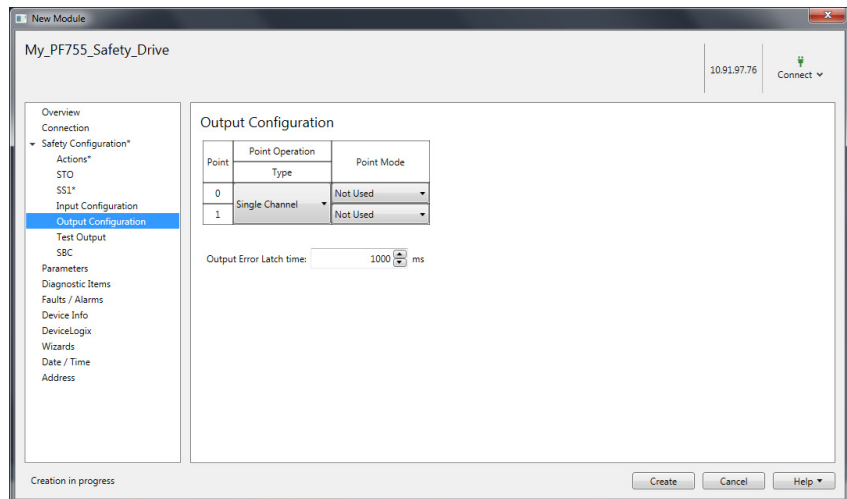 New Module
My_PF755_Safety_Drive
10.91.97.76
Connect
Overview
Connection
Safety Configuration*
Actions*
STO
SS1*
Input Configuration
Output Configuration
Test Output
SBC
Parameters
Diagnostic Items
Faults / Alarms
Device Info
DeviceLogix
Wizards
Date / Time
Address
Output Configuration
Point
Point Operation
Type
Point Mode
0
Single Channel
Not Used
1
Not Used
Output Error Latch time: 1000 ms
Creation in progress
Create
Cancel
Help